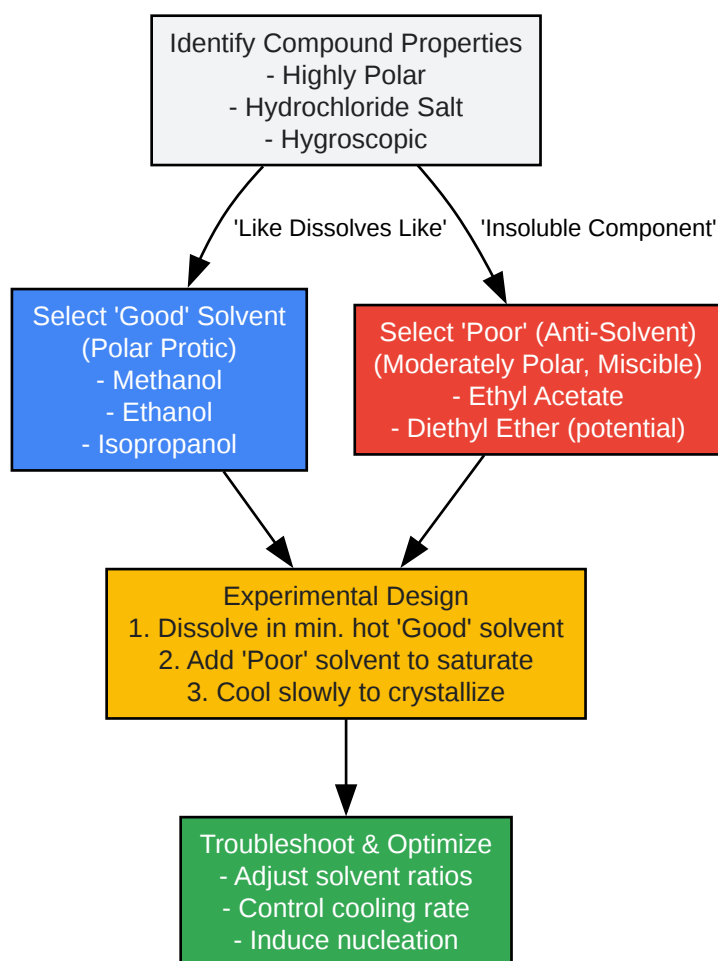 Identify Compound Properties
- Highly Polar
- Hydrochloride Salt
- Hygroscopic
'Like Dissolves Like'
'Insoluble Component'
Select 'Good' Solvent
(Polar Protic)
- Methanol
- Ethanol
- Isopropanol
Select 'Poor' (Anti-Solvent)
(Moderately Polar, Miscible)
- Ethyl Acetate
- Diethyl Ether (potential)
Experimental Design
1. Dissolve in min. hot 'Good' solvent
2. Add 'Poor' solvent to saturate
3. Cool slowly to crystallize
Troubleshoot & Optimize
- Adjust solvent ratios
- Control cooling rate
- Induce nucleation